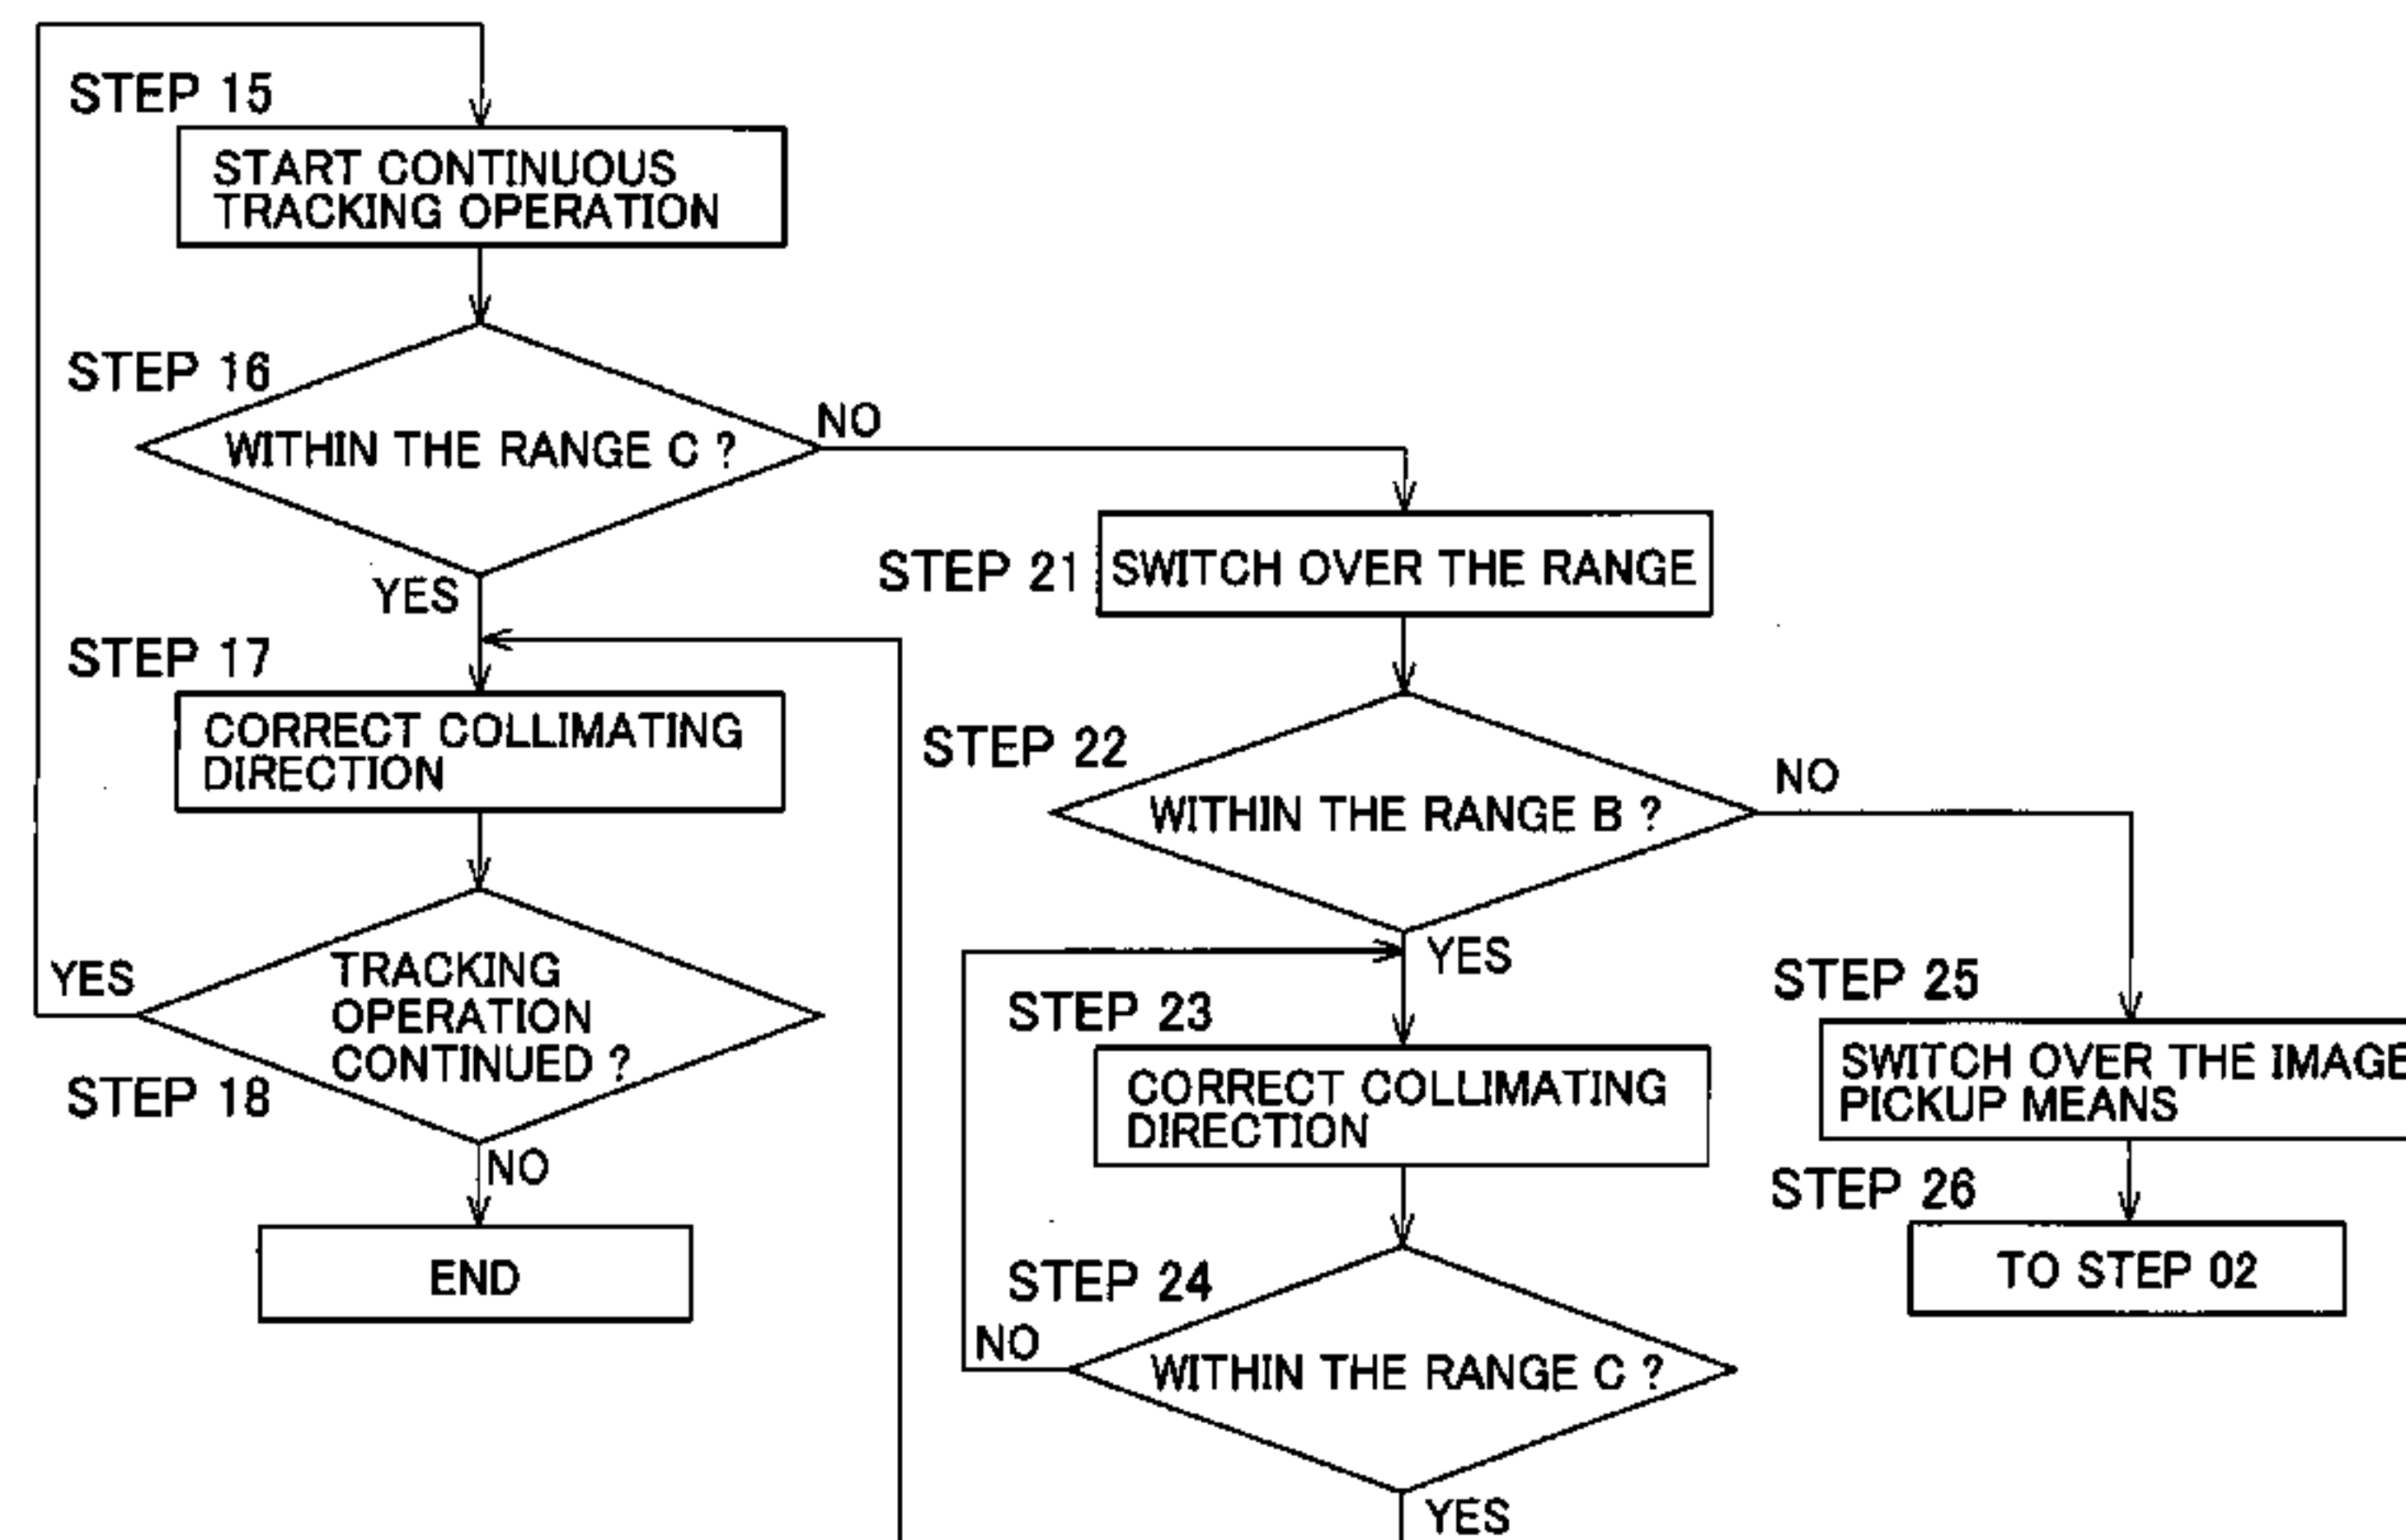 STEP 15
START CONTINUOUS
TRACKING OPERATION
STEP 16
WITHIN THE RANGE C ?
NO
YES
STEP 17
CORRECT COLLIMATING
DIRECTION
YES
TRACKING
OPERATION
CONTINUED ?
STEP 18
NO
END
STEP 21
SWITCH OVER THE RANGE
STEP 22
WITHIN THE RANGE B ?
NO
YES
STEP 23
CORRECT COLLIMATING
DIRECTION
STEP 24
NO
WITHIN THE RANGE C ?
YES
STEP 25
SWITCH OVER THE IMAGE
PICKUP MEANS
STEP 26
TO STEP 02